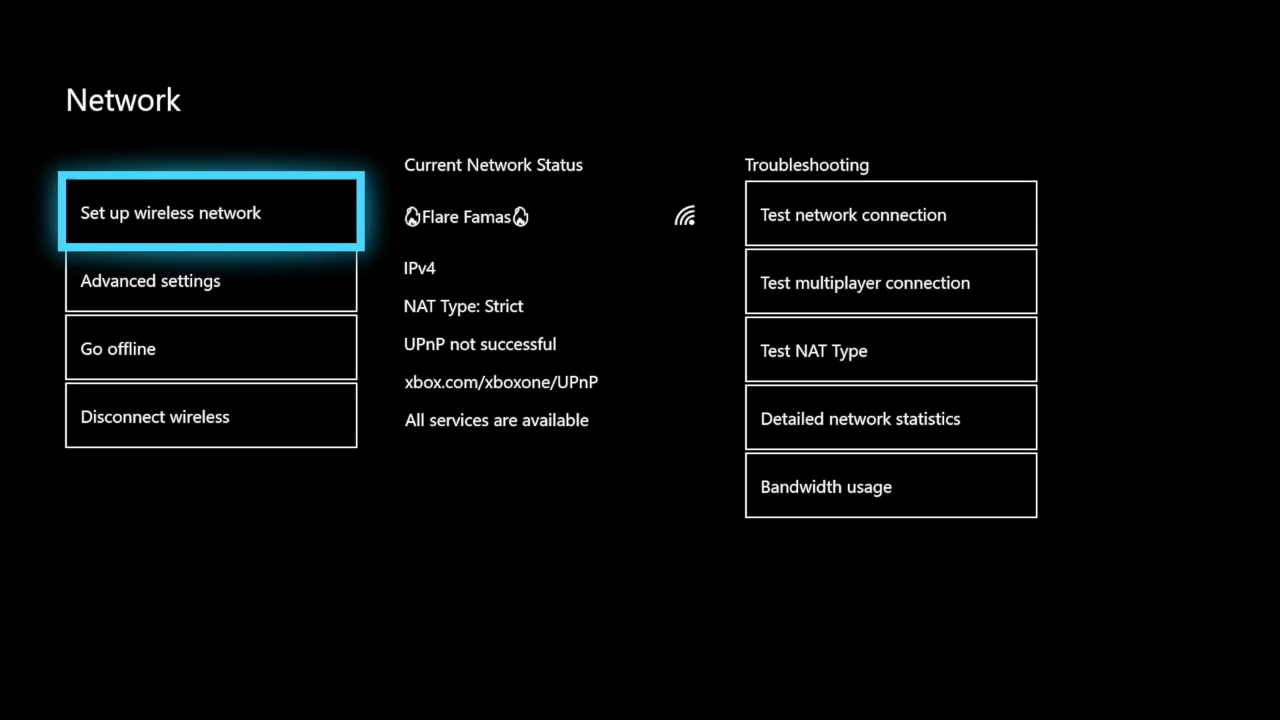 Network
Set up wireless network
Advanced settings
Go offline
Disconnect wireless
Current Network Status
🔥Flare Famas🔥
IPv4
NAT Type: Strict
UPnP not successful
xbox.com/xboxone/UPnP
All services are available
Troubleshooting
Test network connection
Test multiplayer connection
Test NAT Type
Detailed network statistics
Bandwidth usage